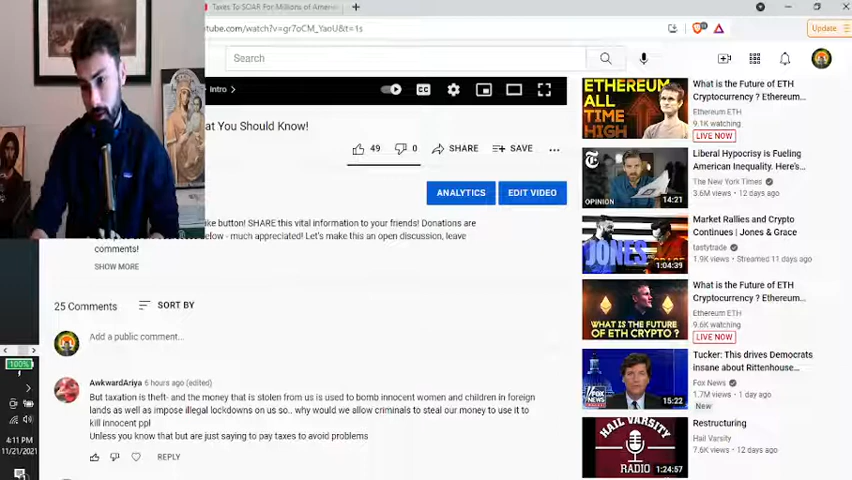 Taxes To SOAR For Millions of Americ
tube.com/watch?v=gr7oCM_YaoU&t=1s
Update
Search
Intro
CC
at You Should Know!
49
0
SHARE
SAVE
ANALYTICS
EDIT VIDEO
ke button! SHARE this vital information to your friends! Donations are
elow - much appreciated! Let's make this an open discussion, leave
comments!
SHOW MORE
25 Comments
SORT BY
Add a public comment...
AwkwardAriya 6 hours ago (edited)
But taxation is theft- and the money that is stolen from us is used to bomb innocent women and children in foreign
lands as well as impose illegal lockdowns on us so.. why would we allow criminals to steal our money to use it to
kill innocent ppl
Unless you know that but are just saying to pay taxes to avoid problems
REPLY
ETHEREUM
ALL
TIME
HIGH
What is the Future of ETH
Cryptocurrency ? Ethereum...
Ethereum ETH
9.1K watching
LIVE NOW
OPINION
14:21
Liberal Hypocrisy is Fueling
American Inequality. Here's...
The New York Times
3.6M views • 12 days ago
JONES
1:04:39
Market Rallies and Crypto
Continues | Jones & Grace
tastytrade
1.9K views • Streamed 11 days ago
WHAT IS THE FUTURE
OF ETH CRYPTO?
What is the Future of ETH
Cryptocurrency ? Ethereum...
Ethereum ETH
9.6K watching
LIVE NOW
FOX
NEWS
15:22
Tucker: This drives Democrats
insane about Rittenhouse...
Fox News
1.7M views • 1 day ago
New
HAIL VARSITY
RADIO
1:24:57
Restructuring
Hail Varsity
7.6K views • 12 days ago
100%
4:11 PM
11/21/2021